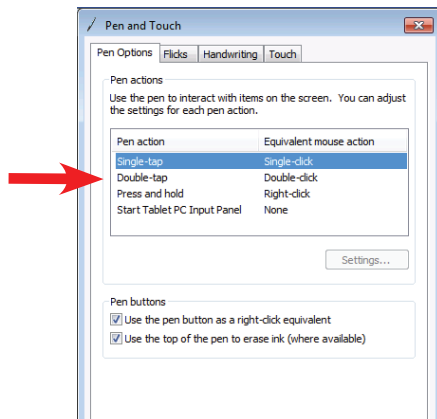 Pen and Touch
Pen Options Flicks Handwriting Touch
Pen actions
Use the pen to interact with items on the screen. You can adjust
the settings for each pen action.
Pen action Equivalent mouse action
Single-tap Single-click
Double-tap Double-click
Press and hold Right-click
Start Tablet PC Input Panel None
Settings...
Pen buttons
Use the pen button as a right-click equivalent
Use the top of the pen to erase ink (where available)